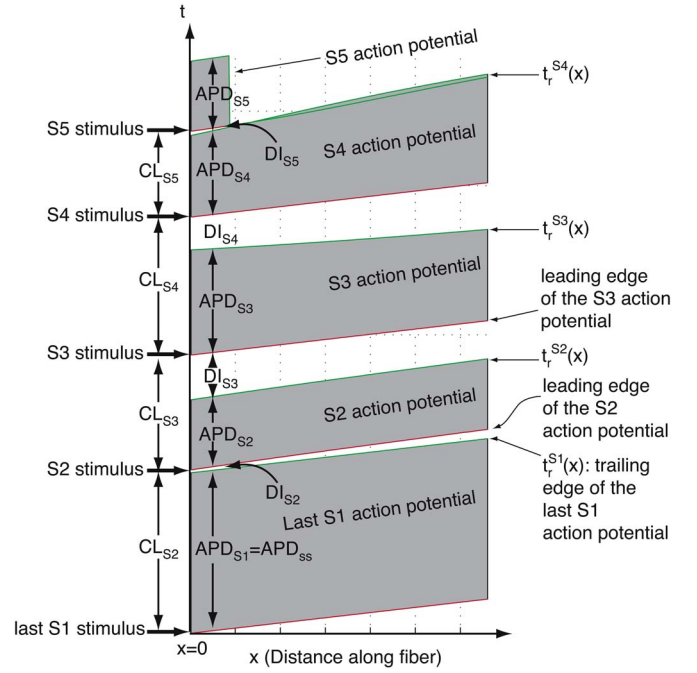 t
S5 action potential
t_r^S4(x)
APD_S5
S5 stimulus
DI_S5
S4 action potential
CL_S5
APD_S4
S4 stimulus
DI_S4
t_r^S3(x)
S3 action potential
CL_S4
APD_S3
leading edge
of the S3 action
potential
S3 stimulus
t_r^S2(x)
DI_S3
leading edge
of the S2
action potential
CL_S3
S2 action potential
APD_S2
S2 stimulus
DI_S2
t_r^S1(x): trailing
edge of the
last S1
action potential
Last S1 action potential
CL_S2
APD_S1=APD_ss
last S1 stimulus
x=0
x (Distance along fiber)